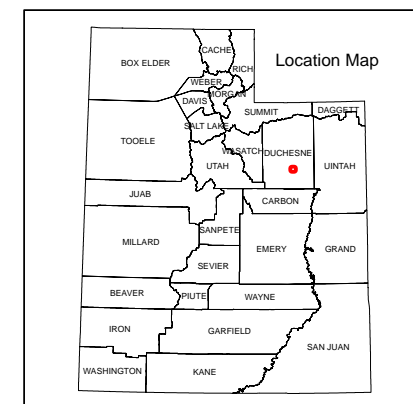 Location Map
BOX ELDER
CACHE
RICH
WEBER
MORGAN
DAVIS
SUMMIT
DAGGETT
SALT LAKE
TOOELE
WASATCH
DUCHESNE
UTAH
UINTAH
JUAB
CARBON
SANPETE
MILLARD
EMERY
GRAND
SEVIER
BEAVER
PIUTE
WAYNE
IRON
GARFIELD
SAN JUAN
WASHINGTON
KANE